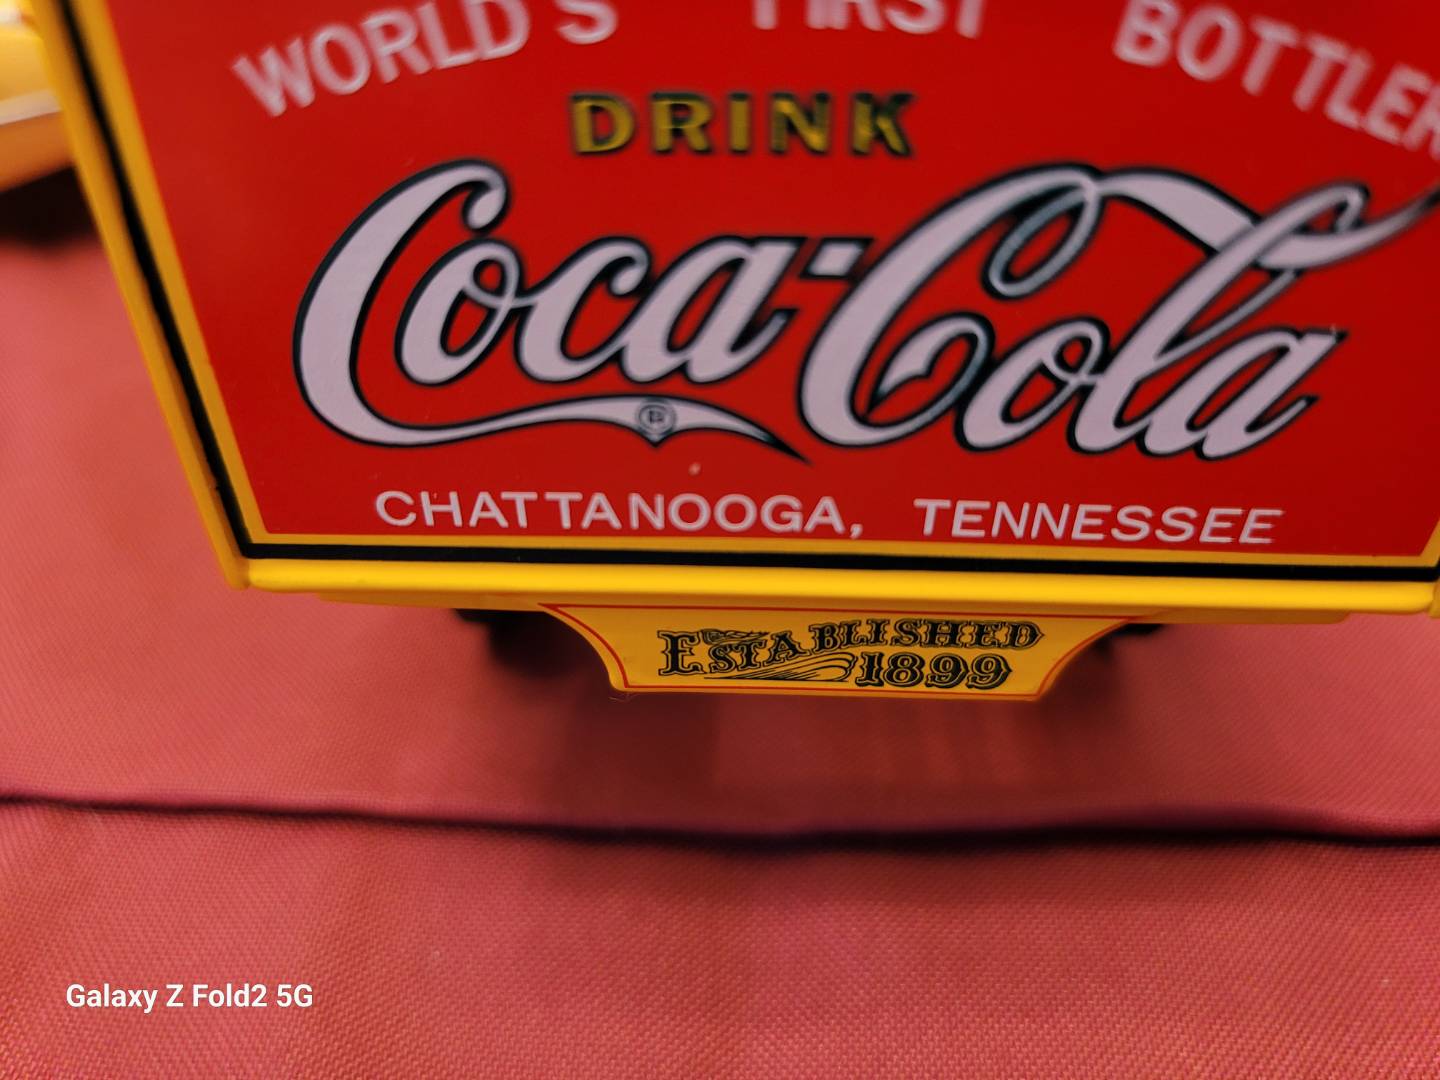 WORLD'S FIRST BOTTLER
DRINK
Coca-Cola
®
CHATTANOOGA, TENNESSEE
ESTABLISHED
1899
Galaxy Z Fold2 5G